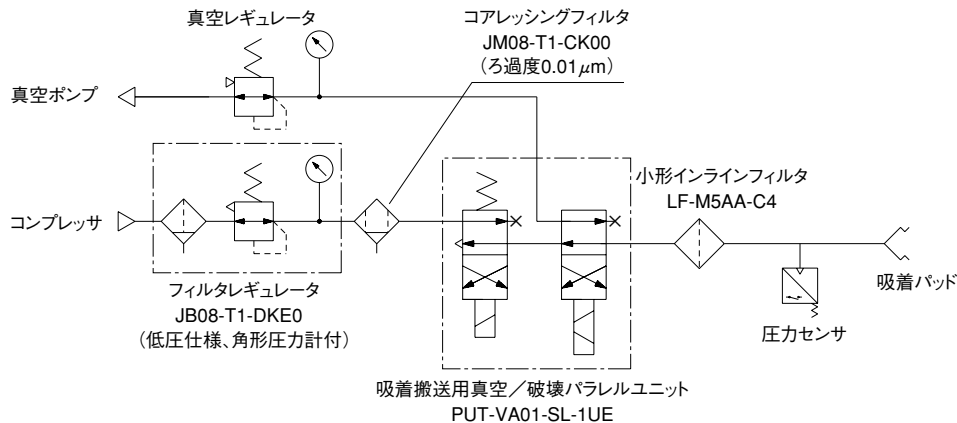 真空レギュレータ
コアレッシングフィルタ
JM08-T1-CK00
（ろ過度0.01μm）
真空ポンプ
コンプレッサ
フィルタレギュレータ
JB08-T1-DKE0
（低圧仕様、角形圧力計付）
小形インラインフィルタ
LF-M5AA-C4
吸着パッド
圧力センサ
吸着搬送用真空／破壊パラレルユニット
PUT-VA01-SL-1UE